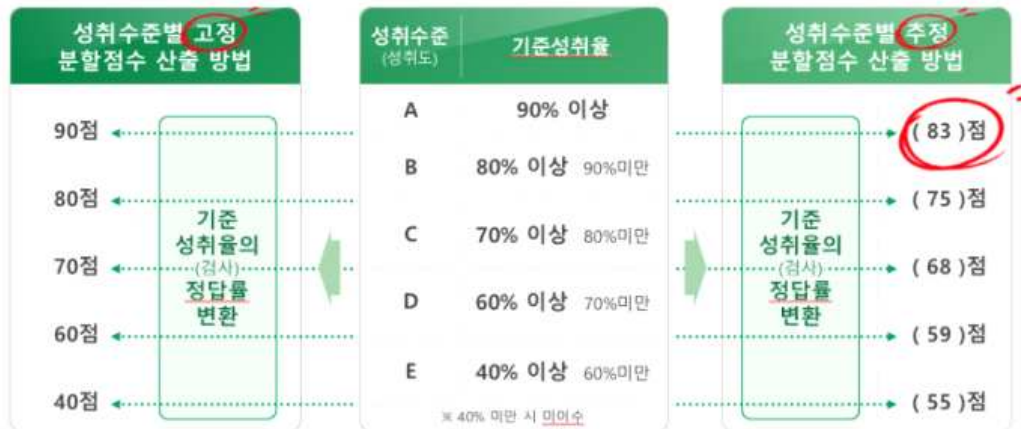 성취수준별 고정
분할점수 산출 방법
90점
80점
70점
60점
40점
기준
성취율의
(검사)
정답률
변환
성취수준 기준성취율
(성취도)
A 90% 이상
B 80% 이상 90%미만
C 70% 이상 80%미만
D 60% 이상 70%미만
E 40% 이상 60%미만
※ 40% 미만 시 미이수
성취수준별 추정
분할점수 산출 방법
기준
성취율의
(검사)
정답률
변환
( 83 )점
( 75 )점
( 68 )점
( 59 )점
( 55 )점